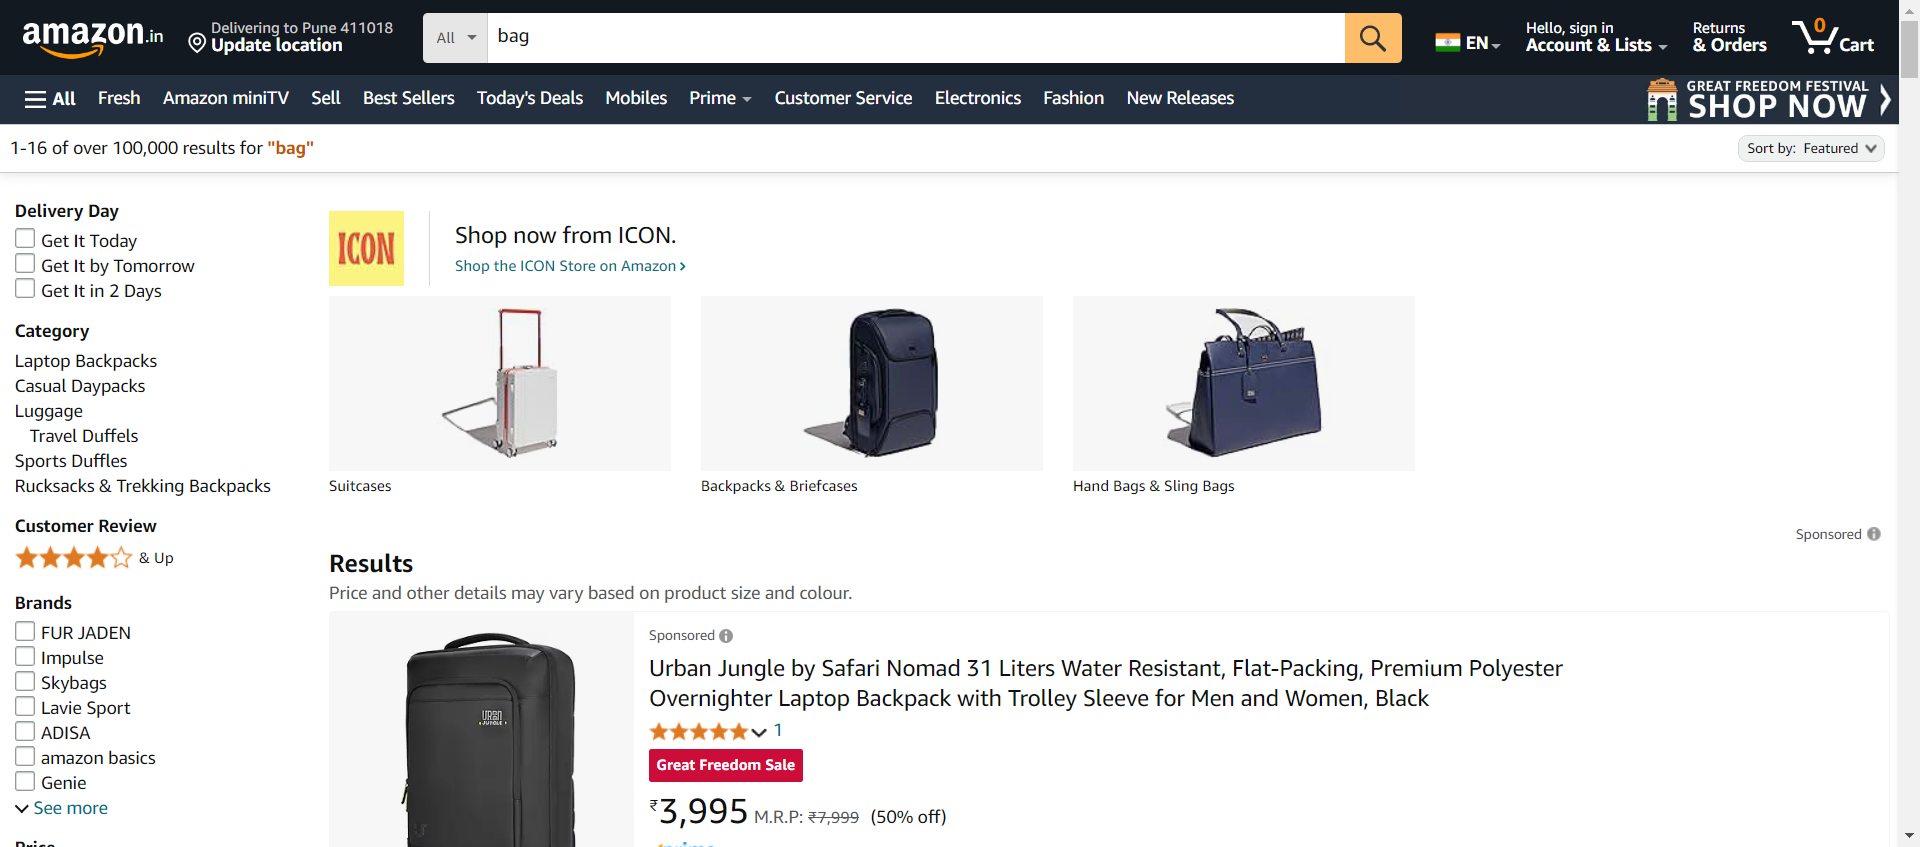 amazon.in
Delivering to Pune 411018
Update location
All
bag
EN
Hello, sign in
Account & Lists
Returns
& Orders
0
Cart
All
Fresh
Amazon miniTV
Sell
Best Sellers
Today's Deals
Mobiles
Prime
Customer Service
Electronics
Fashion
New Releases
GREAT FREEDOM FESTIVAL
SHOP NOW
1-16 of over 100,000 results for "bag"
Sort by: Featured
Delivery Day
Get It Today
Get It by Tomorrow
Get It in 2 Days
Category
Laptop Backpacks
Casual Daypacks
Luggage
Travel Duffels
Sports Duffles
Rucksacks & Trekking Backpacks
Customer Review
& Up
Brands
FUR JADEN
Impulse
Skybags
Lavie Sport
ADISA
amazon basics
Genie
See more
Price
ICON
Shop now from ICON.
Shop the ICON Store on Amazon ›
Suitcases
Backpacks & Briefcases
Hand Bags & Sling Bags
Sponsored
Results
Price and other details may vary based on product size and colour.
URBN
JUNGLE
Sponsored
Urban Jungle by Safari Nomad 31 Liters Water Resistant, Flat-Packing, Premium Polyester
Overnighter Laptop Backpack with Trolley Sleeve for Men and Women, Black
1
Great Freedom Sale
₹3,995 M.R.P: ₹7,999 (50% off)
prime